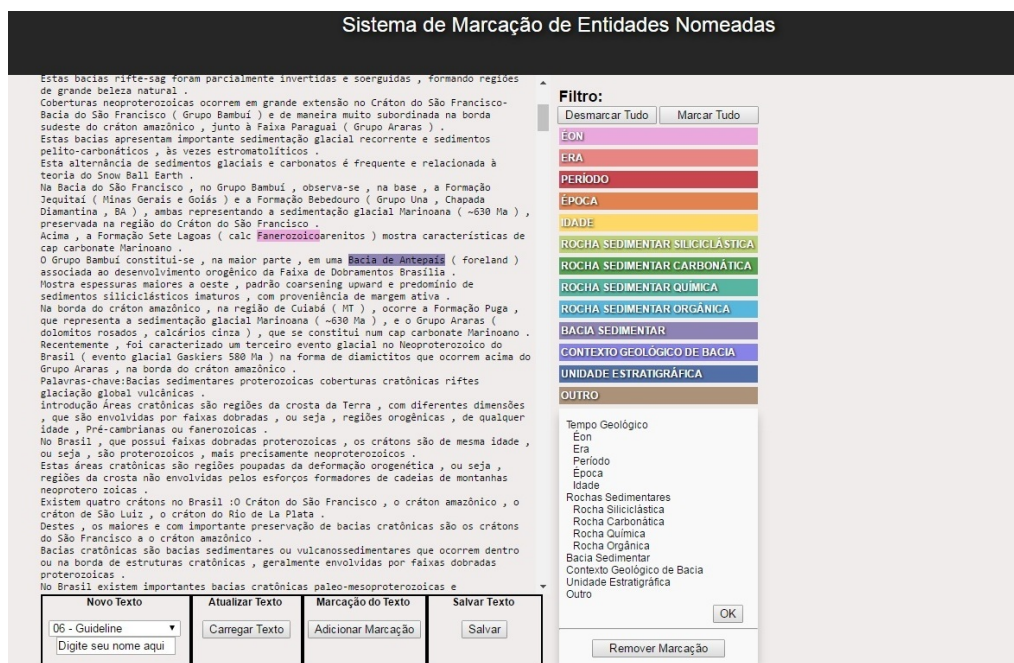 Sistema de Marcação de Entidades Nomeadas
Estas bacias rifte-sag foram parcialmente invertidas e soerguidas , formando regiões
de grande beleza natural .
Coberturas neoproterozoicas ocorrem em grande extensão no Cráton do São Francisco-
Bacia do São Francisco ( Grupo Bambuí ) e de maneira muito subordinada na borda
sudeste do cráton amazônico , junto à Faixa Paraguai ( Grupo Araras ) .
Estas bacias apresentam importante sedimentação glacial recorrente e sedimentos
pelito-carbonáticos , às vezes estromatolíticos .
Esta alternância de sedimentos glaciais e carbonatos é frequente e relacionada à
teoria do Snow Ball Earth .
Na Bacia do São Francisco , no Grupo Bambuí , observa-se , na base , a Formação
Jequitaí ( Minas Gerais e Goiás ) e a Formação Bebedouro ( Grupo Una , Chapada
Diamantina , BA ) , ambas representando a sedimentação glacial Marinoana ( ~630 Ma ) ,
preservada na região do Cráton do São Francisco .
Acima , a Formação Sete Lagoas ( calc Fanerozoicoarenitos ) mostra características de
cap carbonate Marinoano .
O Grupo Bambuí constitui-se , na maior parte , em uma Bacia de Antepaís ( foreland )
associada ao desenvolvimento orogênico da Faixa de Dobramentos Brasília .
Mostra espessuras maiores a oeste , padrão coarsening upward e predomínio de
sedimentos siliciclásticos imaturos , com proveniência de margem ativa .
Na borda do cráton amazônico , na região de Cuiabá ( MT ) , ocorre a Formação Puga ,
que representa a sedimentação glacial Marinoana ( ~630 Ma ) , e o Grupo Araras (
dolomitos rosados , calcários cinza ) , que se constitui num cap carbonate Marinoano .
Recentemente , foi caracterizado um terceiro evento glacial no Neoproterozoico do
Brasil ( evento glacial Gaskiers 580 Ma ) na forma de diamictitos que ocorrem acima do
Grupo Araras , na borda do cráton amazônico .
Palavras-chave:Bacias sedimentares proterozoicas coberturas cratônicas riftes
glaciação global vulcânicas .
introdução Áreas cratônicas são regiões da crosta da Terra , com diferentes dimensões
, que são envolvidas por faixas dobradas , ou seja , regiões orogênicas , de qualquer
idade , Pré-cambrianas ou fanerozoicas .
No Brasil , que possui faixas dobradas proterozoicas , os crátons são de mesma idade ,
ou seja , são proterozoicos , mais precisamente neoproterozoicos .
Estas áreas cratônicas são regiões poupadas da deformação orogenética , ou seja ,
regiões da crosta não envolvidas pelos esforços formadores de cadeias de montanhas
neoprotero zoicas .
Existem quatro crátons no Brasil :O Cráton do São Francisco , o cráton amazônico , o
cráton de São Luiz , o cráton do Rio de La Plata .
Destes , os maiores e com importante preservação de bacias cratônicas são os crátons
do São Francisco a o cráton amazônico .
Bacias cratônicas são bacias sedimentares ou vulcanossedimentares que ocorrem dentro
ou na borda de estruturas cratônicas , geralmente envolvidas por faixas dobradas
proterozoicas .
No Brasil existem importantes bacias cratônicas paleo-mesoproterozoicas e
Filtro:
Desmarcar Tudo Marcar Tudo
ÉON
ERA
PERÍODO
ÉPOCA
IDADE
ROCHA SEDIMENTAR SILICICLÁSTICA
ROCHA SEDIMENTAR CARBONÁTICA
ROCHA SEDIMENTAR QUÍMICA
ROCHA SEDIMENTAR ORGÂNICA
BACIA SEDIMENTAR
CONTEXTO GEOLÓGICO DE BACIA
UNIDADE ESTRATIGRÁFICA
OUTRO
Tempo Geológico
Éon
Era
Período
Época
Idade
Rochas Sedimentares
Rocha Siliciclástica
Rocha Carbonática
Rocha Química
Rocha Orgânica
Bacia Sedimentar
Contexto Geológico de Bacia
Unidade Estratigráfica
Outro
OK
Remover Marcação
Novo Texto Atualizar Texto Marcação do Texto Salvar Texto
06 - Guideline Carregar Texto Adicionar Marcação Salvar
Digite seu nome aqui